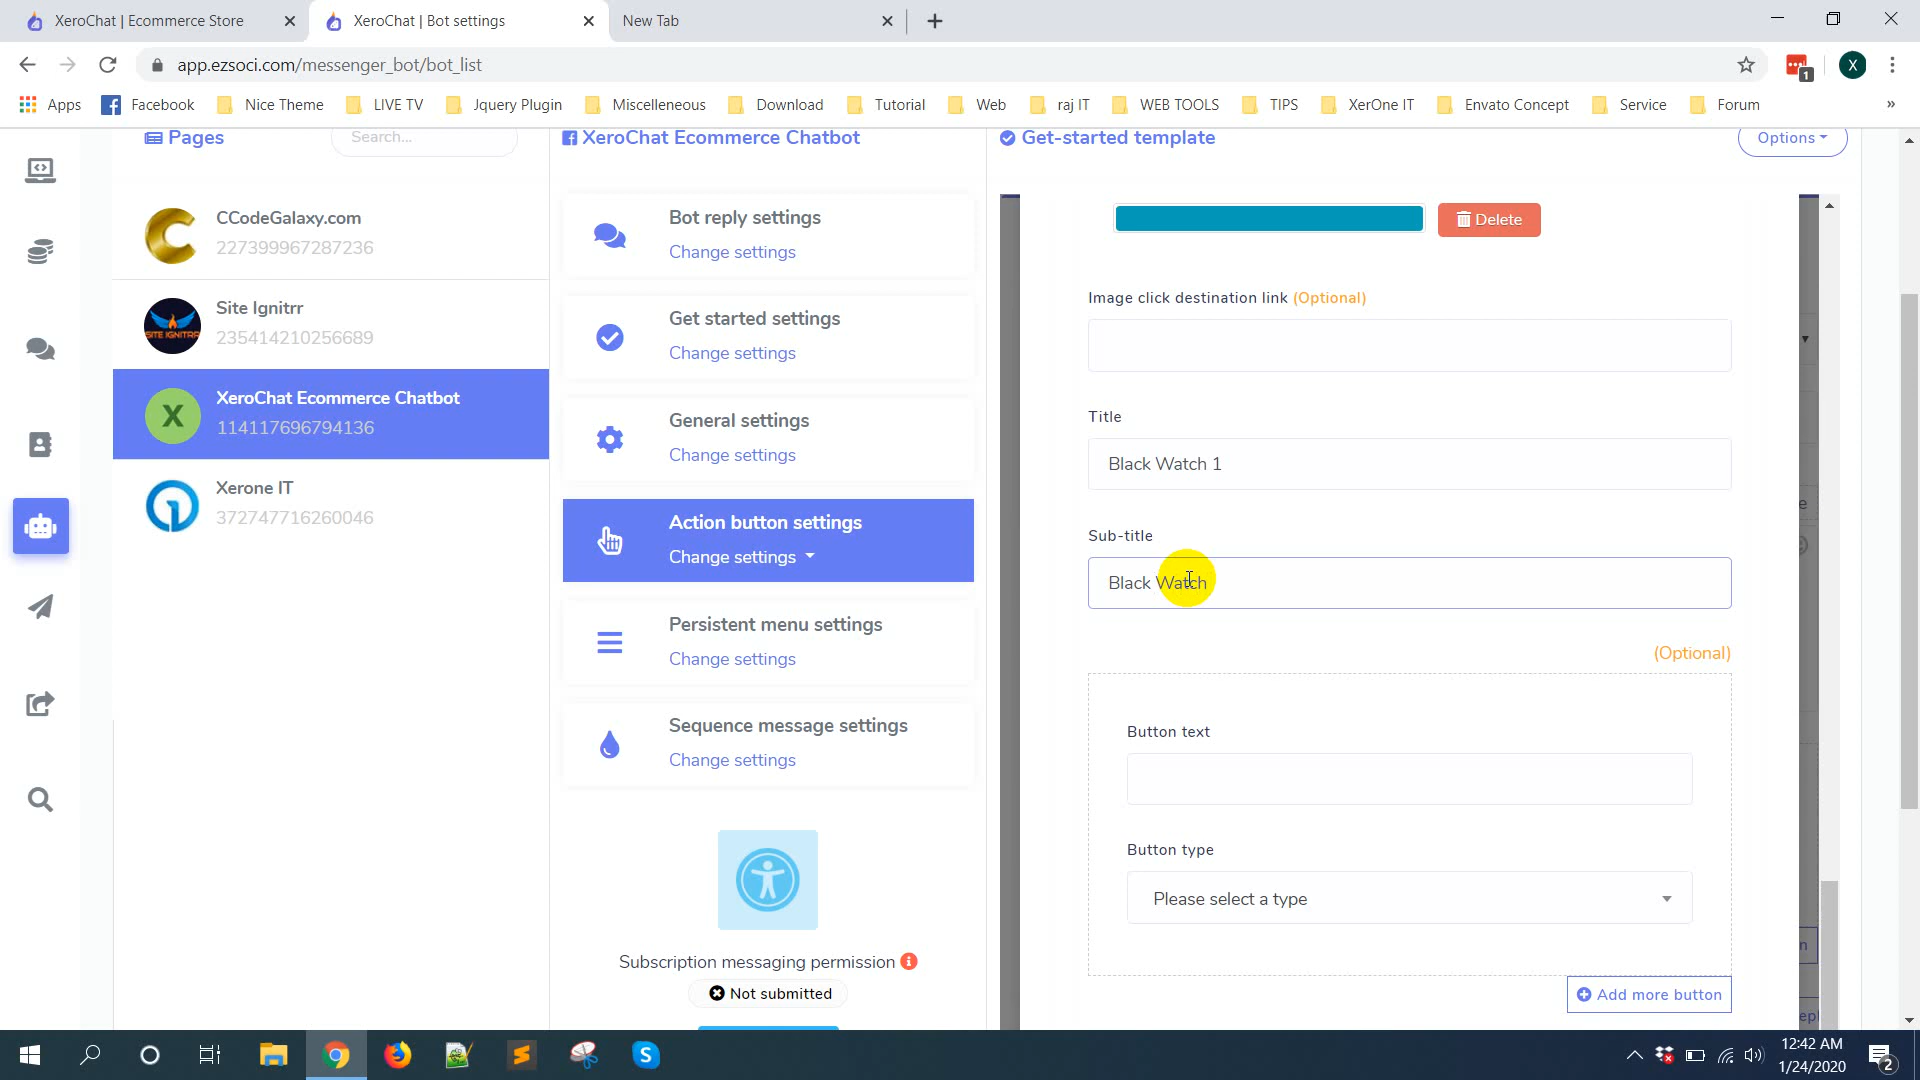 XeroChat | Ecommerce Store
XeroChat | Bot settings
New Tab
app.ezsoci.com/messenger_bot/bot_list
1
X
Apps
Facebook
Nice Theme
LIVE TV
Jquery Plugin
Miscelleneous
Download
Tutorial
Web
raj IT
WEB TOOLS
TIPS
XerOne IT
Envato Concept
Service
Forum
»
Pages
Search...
XeroChat Ecommerce Chatbot
Get-started template
Options
CCodeGalaxy.com
227399967287236
SITE IGNITRR
Site Ignitrr
235414210256689
X
XeroChat Ecommerce Chatbot
114117696794136
Xerone IT
372747716260046
Bot reply settings
Change settings
Get started settings
Change settings
General settings
Change settings
Action button settings
Change settings
Persistent menu settings
Change settings
Sequence message settings
Change settings
Subscription messaging permission
Not submitted
Delete
Image click destination link (Optional)
Title
Black Watch 1
Sub-title
Black Watch
(Optional)
Button text
Button type
Please select a type
Add more button
12:42 AM
1/24/2020
2